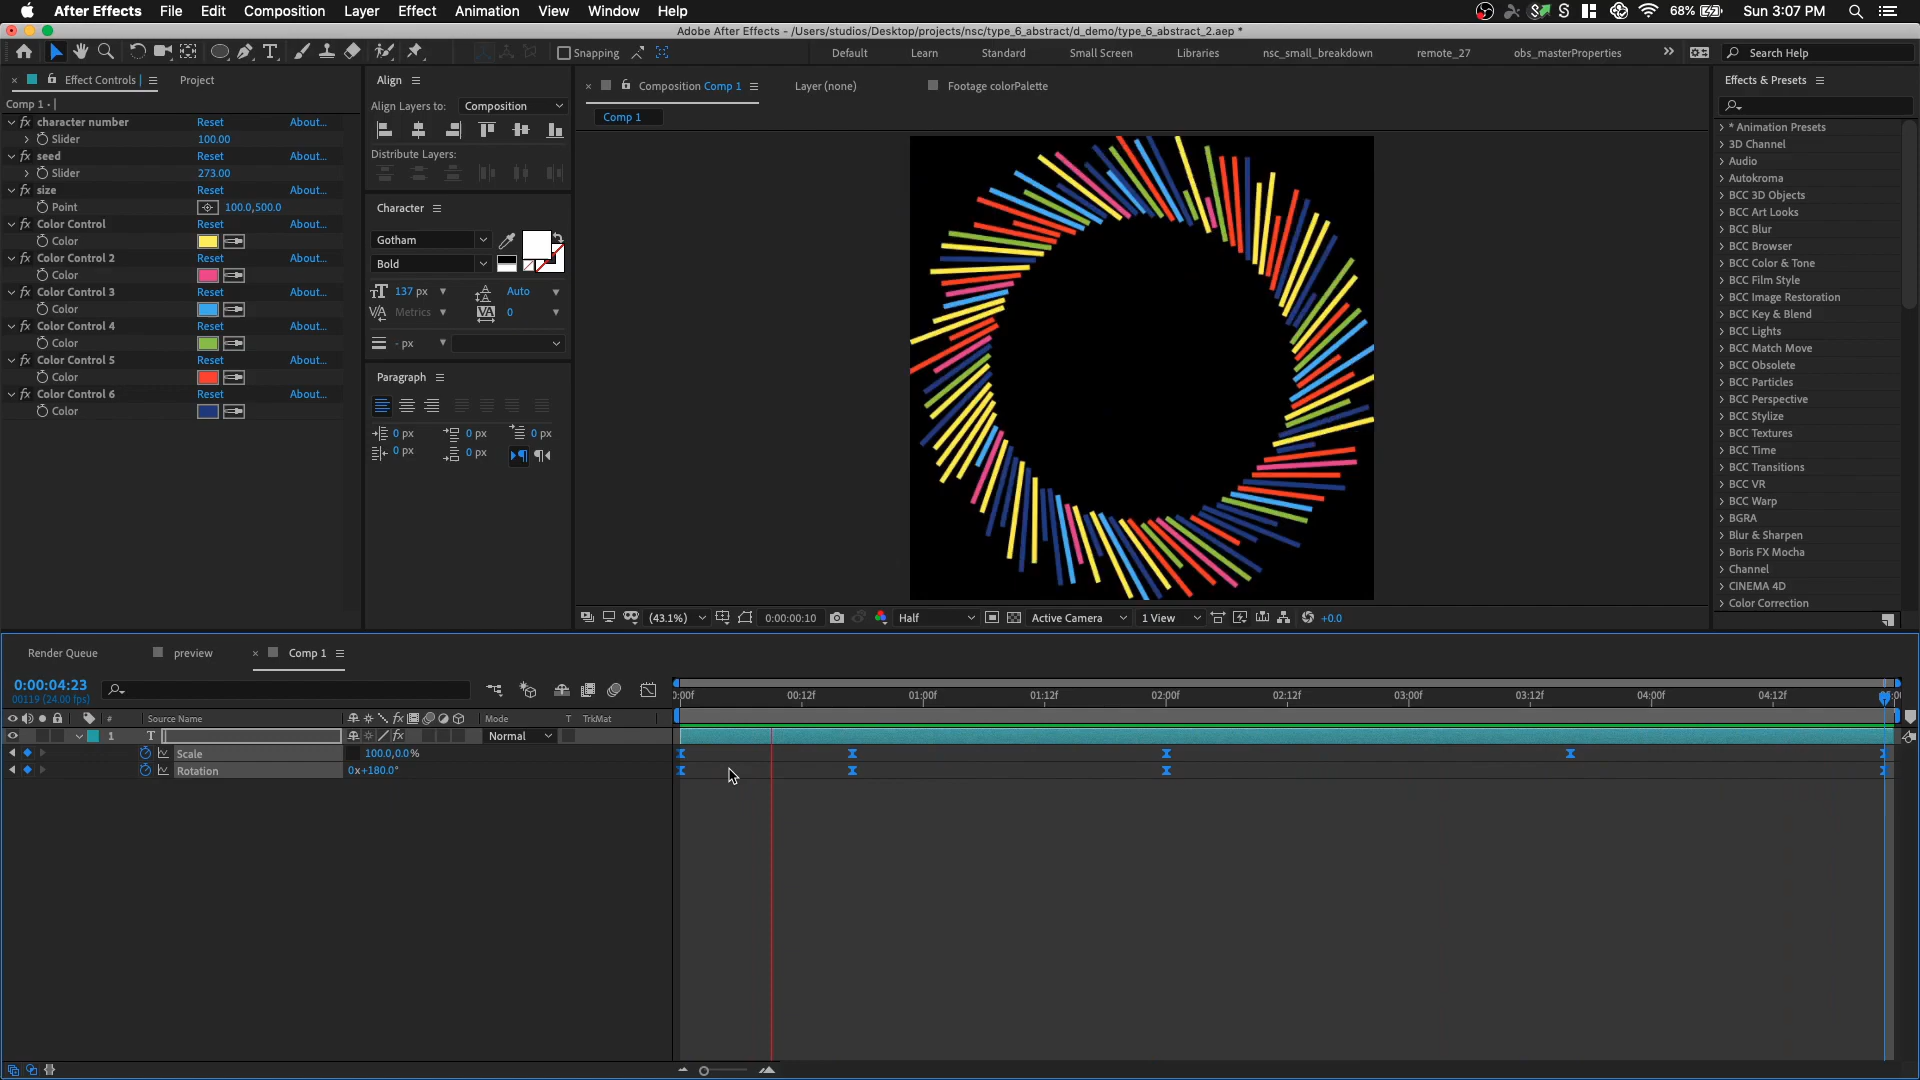 After Effects File Edit Composition Layer Effect Animation View Window Help 68% Sun 3:07 PM
Adobe After Effects - /Users/studios/Desktop/projects/nsc/type_6_abstract/d_demo/type_6_abstract_2.aep *
Snapping Default Learn Standard Small Screen Libraries nsc_small_breakdown remote_27 obs_masterProperties Search Help
Effect Controls Project
Comp 1 •
character number Reset About...
Slider 100.00
seed Reset About...
Slider 273.00
size Reset About...
Point 100.0,500.0
Color Control Reset About...
Color
Color Control 2 Reset About...
Color
Color Control 3 Reset About...
Color
Color Control 4 Reset About...
Color
Color Control 5 Reset About...
Color
Color Control 6 Reset About...
Color
Align
Align Layers to: Composition
Distribute Layers:
Character
Gotham
Bold
137 px Auto
Metrics 0
- px
Paragraph
0 px 0 px 0 px
0 px 0 px
Composition Comp 1 Layer (none) Footage colorPalette
Comp 1
(43.1%) 0:00:00:10 Half Active Camera 1 View +0.0
Effects & Presets
* Animation Presets
3D Channel
Audio
Autokroma
BCC 3D Objects
BCC Art Looks
BCC Blur
BCC Browser
BCC Color & Tone
BCC Film Style
BCC Image Restoration
BCC Key & Blend
BCC Lights
BCC Match Move
BCC Obsolete
BCC Particles
BCC Perspective
BCC Stylize
BCC Textures
BCC Time
BCC Transitions
BCC VR
BCC Warp
BGRA
Blur & Sharpen
Boris FX Mocha
Channel
CINEMA 4D
Color Correction
Render Queue preview Comp 1
0:00:04:23
00119 (24.00 fps)
:00f 00:12f 01:00f 01:12f 02:00f 02:12f 03:00f 03:12f 04:00f 04:12f
# Source Name Mode T TrkMat
1 T Normal
Scale 100.0,0.0%
Rotation 0x+180.0°